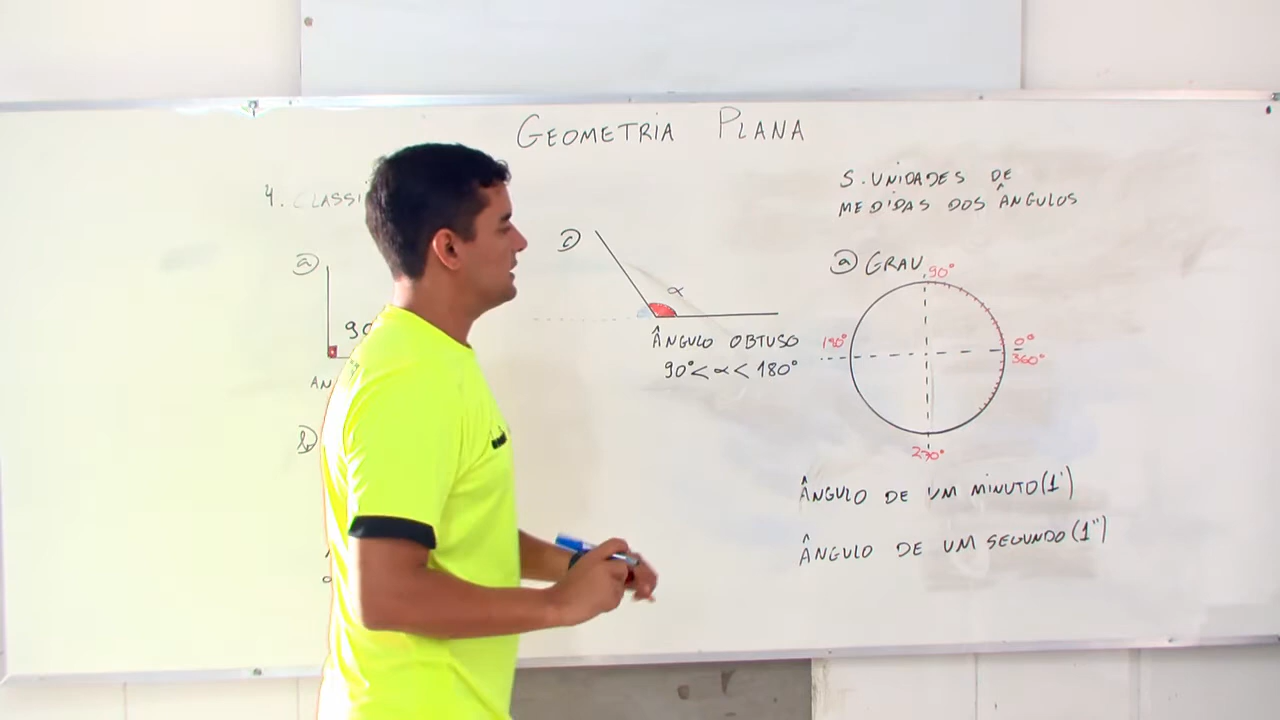 GEOMETRIA PLANA
4. CLASSI
a
90
AN
b
c
α
ÂNGULO OBTUSO
90°<α<180°
5. UNIDADES DE
MEDIDAS DOS ÂNGULOS
a GRAU
90°
180°
0°
360°
270°
ÂNGULO DE UM MINUTO (1')
ÂNGULO DE UM SEGUNDO (1")